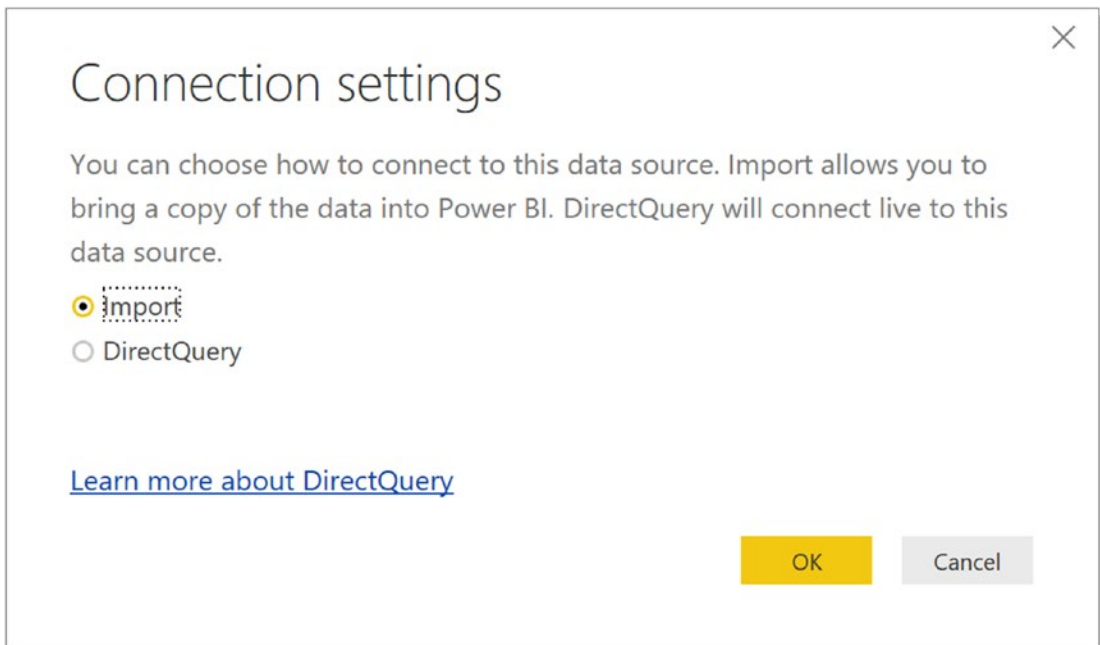 Connection settings
You can choose how to connect to this data source. Import allows you to
bring a copy of the data into Power BI. DirectQuery will connect live to this
data source.
Import
DirectQuery
Learn more about DirectQuery
OK
Cancel